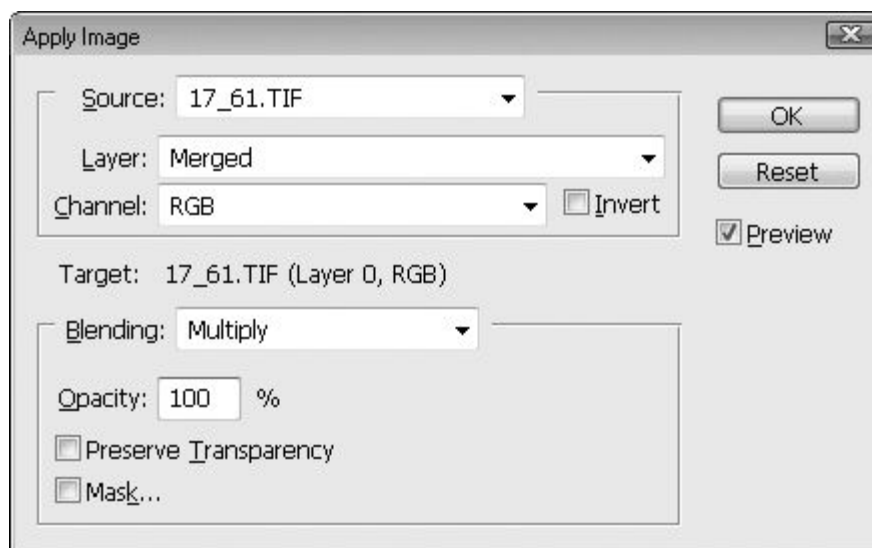 Apply Image
Source: 17_61.TIF
OK
Layer: Merged
Reset
Channel: RGB
Invert
Preview
Target: 17_61.TIF (Layer 0, RGB)
Blending: Multiply
Opacity: 100 %
Preserve Transparency
Mask...